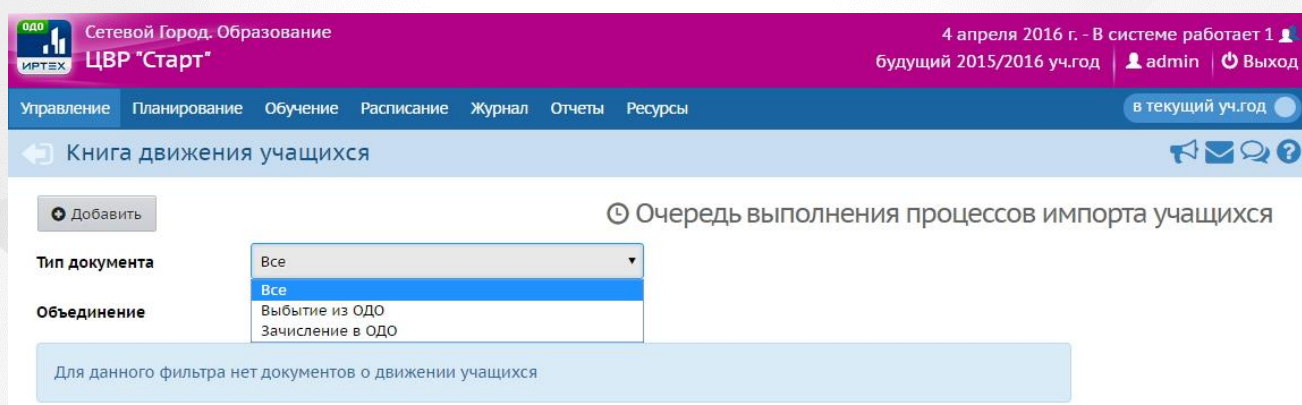 ОДО
ИРТЕХ
Сетевой Город. Образование
ЦВР "Старт"
4 апреля 2016 г. - В системе работает 1
будущий 2015/2016 уч.год
admin
Выход
Управление Планирование Обучение Расписание Журнал Отчеты Ресурсы
в текущий уч.год
Книга движения учащихся
Добавить
Очередь выполнения процессов импорта учащихся
Тип документа
Все
Все
Выбытие из ОДО
Зачисление в ОДО
Объединение
Для данного фильтра нет документов о движении учащихся